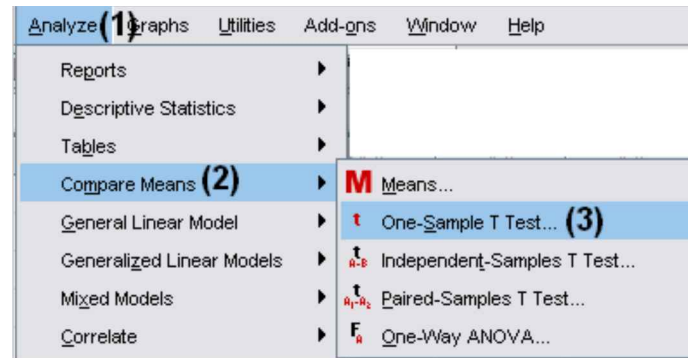 Analyze (1) Graphs Utilities Add-ons Window Help
Reports
Descriptive Statistics
Tables
Compare Means (2)
General Linear Model
Generalized Linear Models
Mixed Models
Correlate
M Means...
t One-Sample T Test... (3)
t A-B Independent-Samples T Test...
t A₁-A₂ Paired-Samples T Test...
F A One-Way ANOVA...